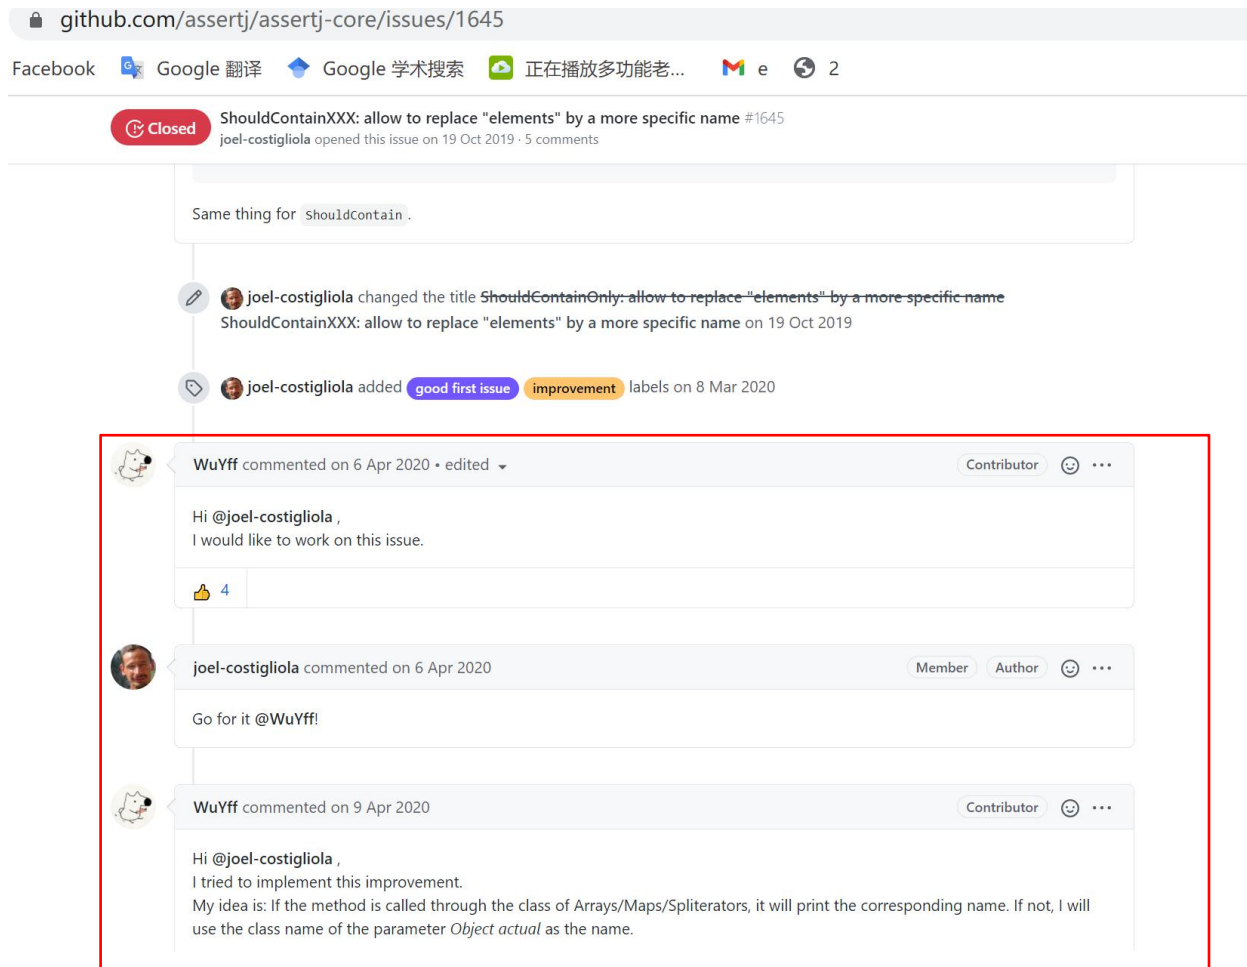 github.com/assertj/assertj-core/issues/1645
Facebook Google 翻译 Google 学术搜索 正在播放多功能老... e 2
Closed
ShouldContainXXX: allow to replace "elements" by a more specific name #1645
joel-costigliola opened this issue on 19 Oct 2019 · 5 comments
Same thing for ShouldContain .
joel-costigliola changed the title ShouldContainOnly: allow to replace "elements" by a more specific name
ShouldContainXXX: allow to replace "elements" by a more specific name on 19 Oct 2019
joel-costigliola added good first issue improvement labels on 8 Mar 2020
WuYff commented on 6 Apr 2020 • edited Contributor
Hi @joel-costigliola ,
I would like to work on this issue.
4
joel-costigliola commented on 6 Apr 2020 Member Author
Go for it @WuYff!
WuYff commented on 9 Apr 2020 Contributor
Hi @joel-costigliola ,
I tried to implement this improvement.
My idea is: If the method is called through the class of Arrays/Maps/Spliterators, it will print the corresponding name. If not, I will
use the class name of the parameter Object actual as the name.